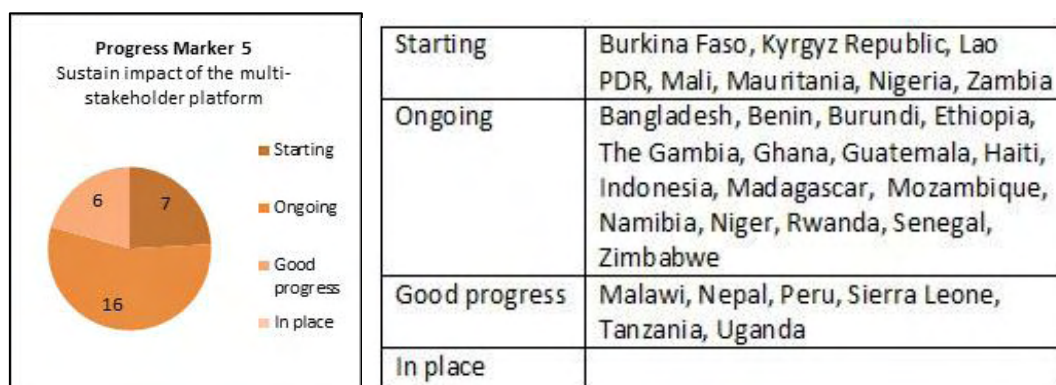 Progress Marker 5
Sustain impact of the multi-
stakeholder platform
Starting
Ongoing
Good
progress
In place
6
7
16
Starting
Burkina Faso, Kyrgyz Republic, Lao
PDR, Mali, Mauritania, Nigeria, Zambia
Ongoing
Bangladesh, Benin, Burundi, Ethiopia,
The Gambia, Ghana, Guatemala, Haiti,
Indonesia, Madagascar, Mozambique,
Namibia, Niger, Rwanda, Senegal,
Zimbabwe
Good progress
Malawi, Nepal, Peru, Sierra Leone,
Tanzania, Uganda
In place